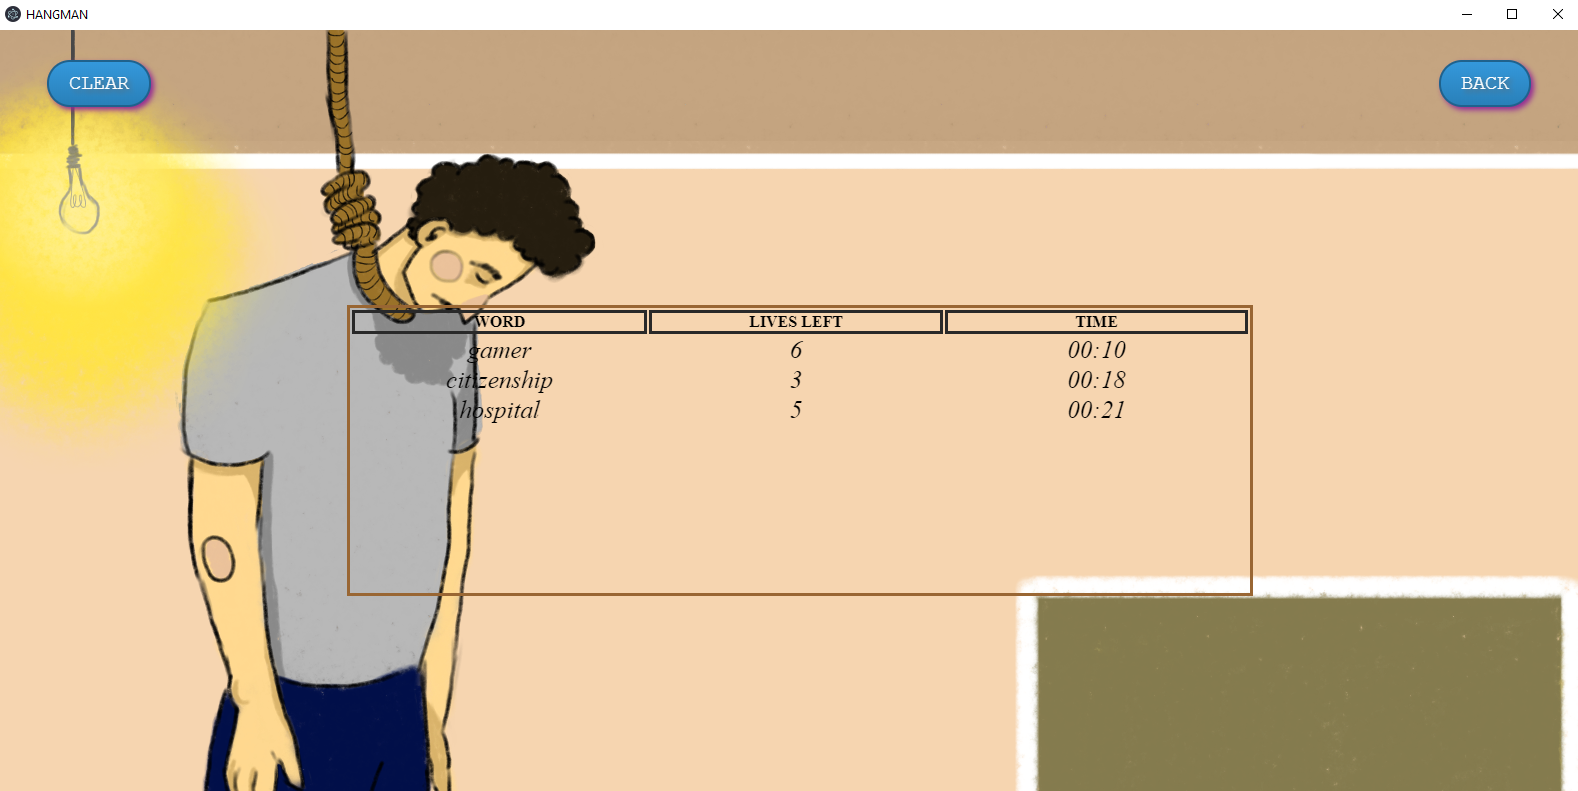 HANGMAN
CLEAR
BACK
WORD LIVES LEFT TIME
gamer 6 00:10
citizenship 3 00:18
hospital 5 00:21